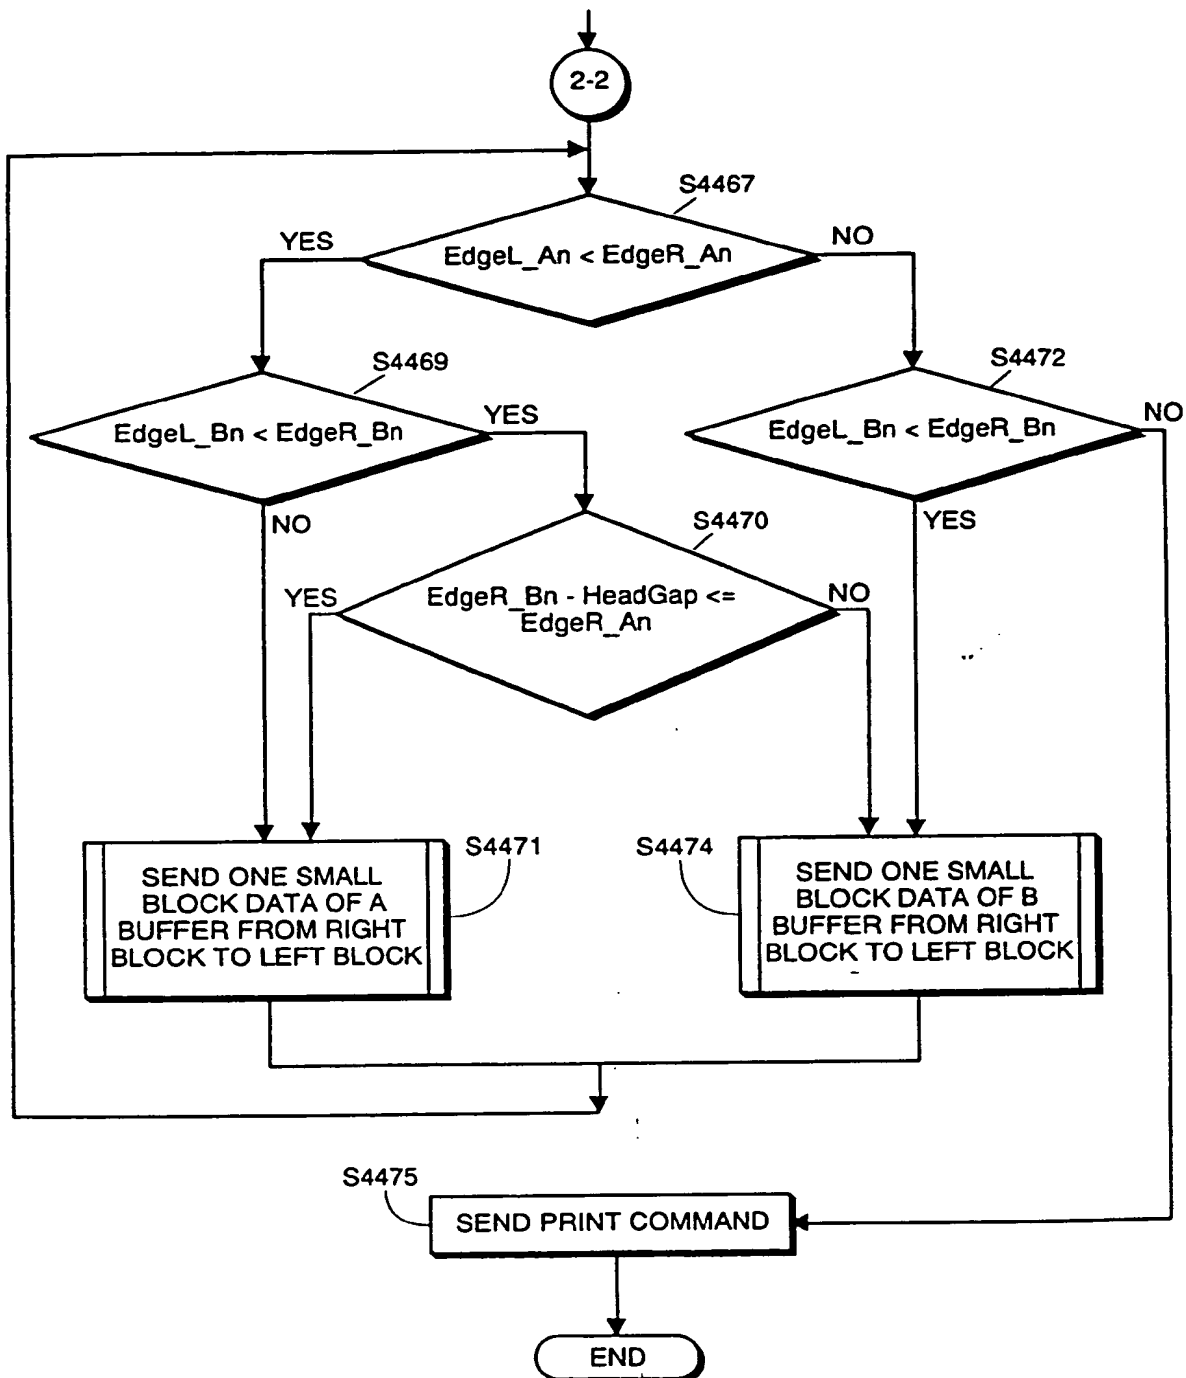 2-2
S4467
YES
NO
EdgeL_An < EdgeR_An
S4469
S4472
YES
NO
EdgeL_Bn < EdgeR_Bn
EdgeL_Bn < EdgeR_Bn
NO
YES
S4470
YES
NO
EdgeR_Bn - HeadGap <=
EdgeR_An
S4471
S4474
SEND ONE SMALL
BLOCK DATA OF A
BUFFER FROM RIGHT
BLOCK TO LEFT BLOCK
SEND ONE SMALL
BLOCK DATA OF B
BUFFER FROM RIGHT
BLOCK TO LEFT BLOCK
S4475
SEND PRINT COMMAND
END